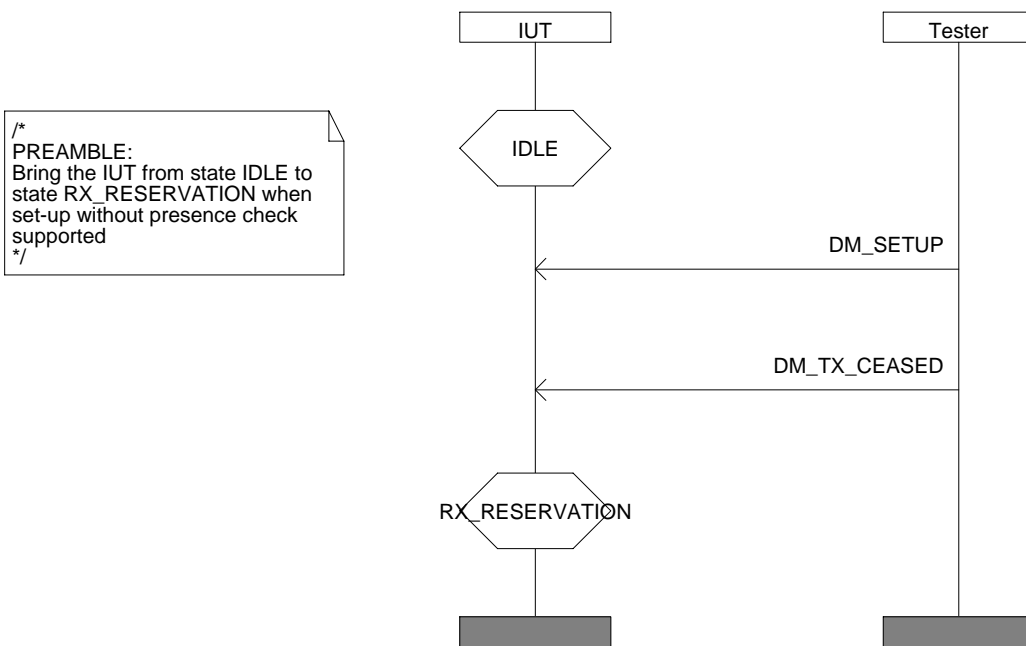 IUT
Tester
/*
PREAMBLE:
Bring the IUT from state IDLE to
state RX_RESERVATION when
set-up without presence check
supported
*/
IDLE
DM_SETUP
DM_TX_CEASED
RX_RESERVATION